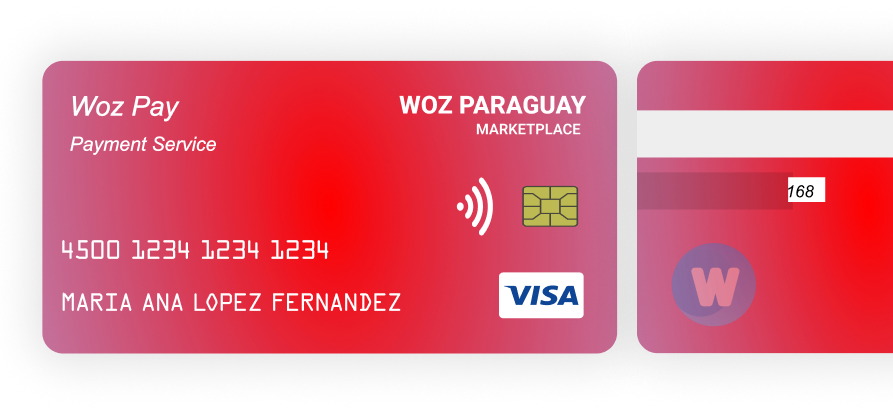 Woz Pay
Payment Service
WOZ PARAGUAY
MARKETPLACE
4500 1234 1234 1234
MARIA ANA LOPEZ FERNANDEZ
VISA
168
W